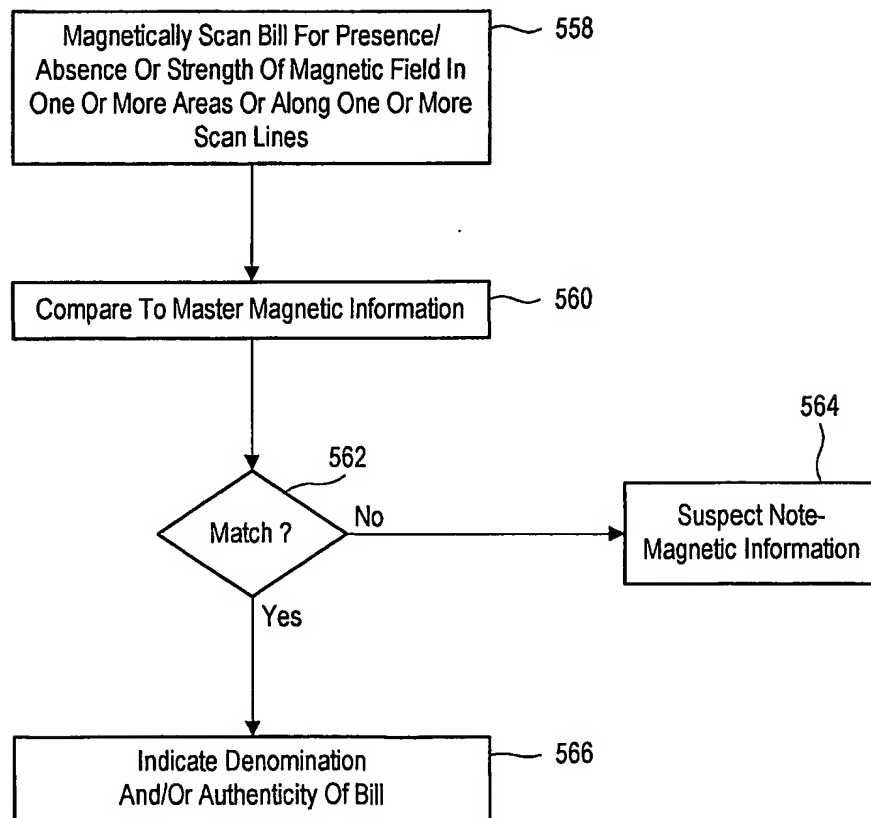 Magnetically Scan Bill For Presence/
Absence Or Strength Of Magnetic Field In
One Or More Areas Or Along One Or More
Scan Lines
558
Compare To Master Magnetic Information
560
562
Match ?
No
Yes
564
Suspect Note-
Magnetic Information
Indicate Denomination
And/Or Authenticity Of Bill
566